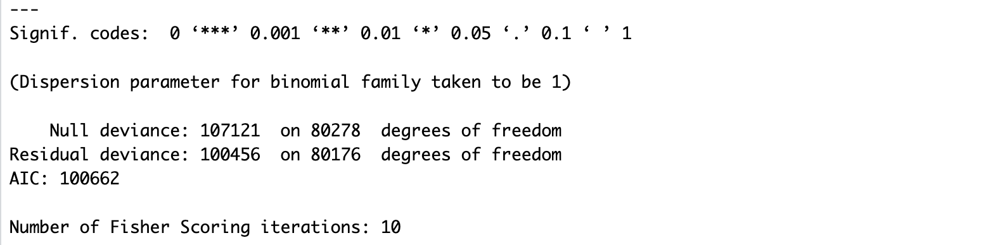 ---
Signif. codes:  0 ‘***’ 0.001 ‘**’ 0.01 ‘*’ 0.05 ‘.’ 0.1 ‘ ’ 1
(Dispersion parameter for binomial family taken to be 1)
    Null deviance: 107121  on 80278  degrees of freedom
Residual deviance: 100456  on 80176  degrees of freedom
AIC: 100662
Number of Fisher Scoring iterations: 10